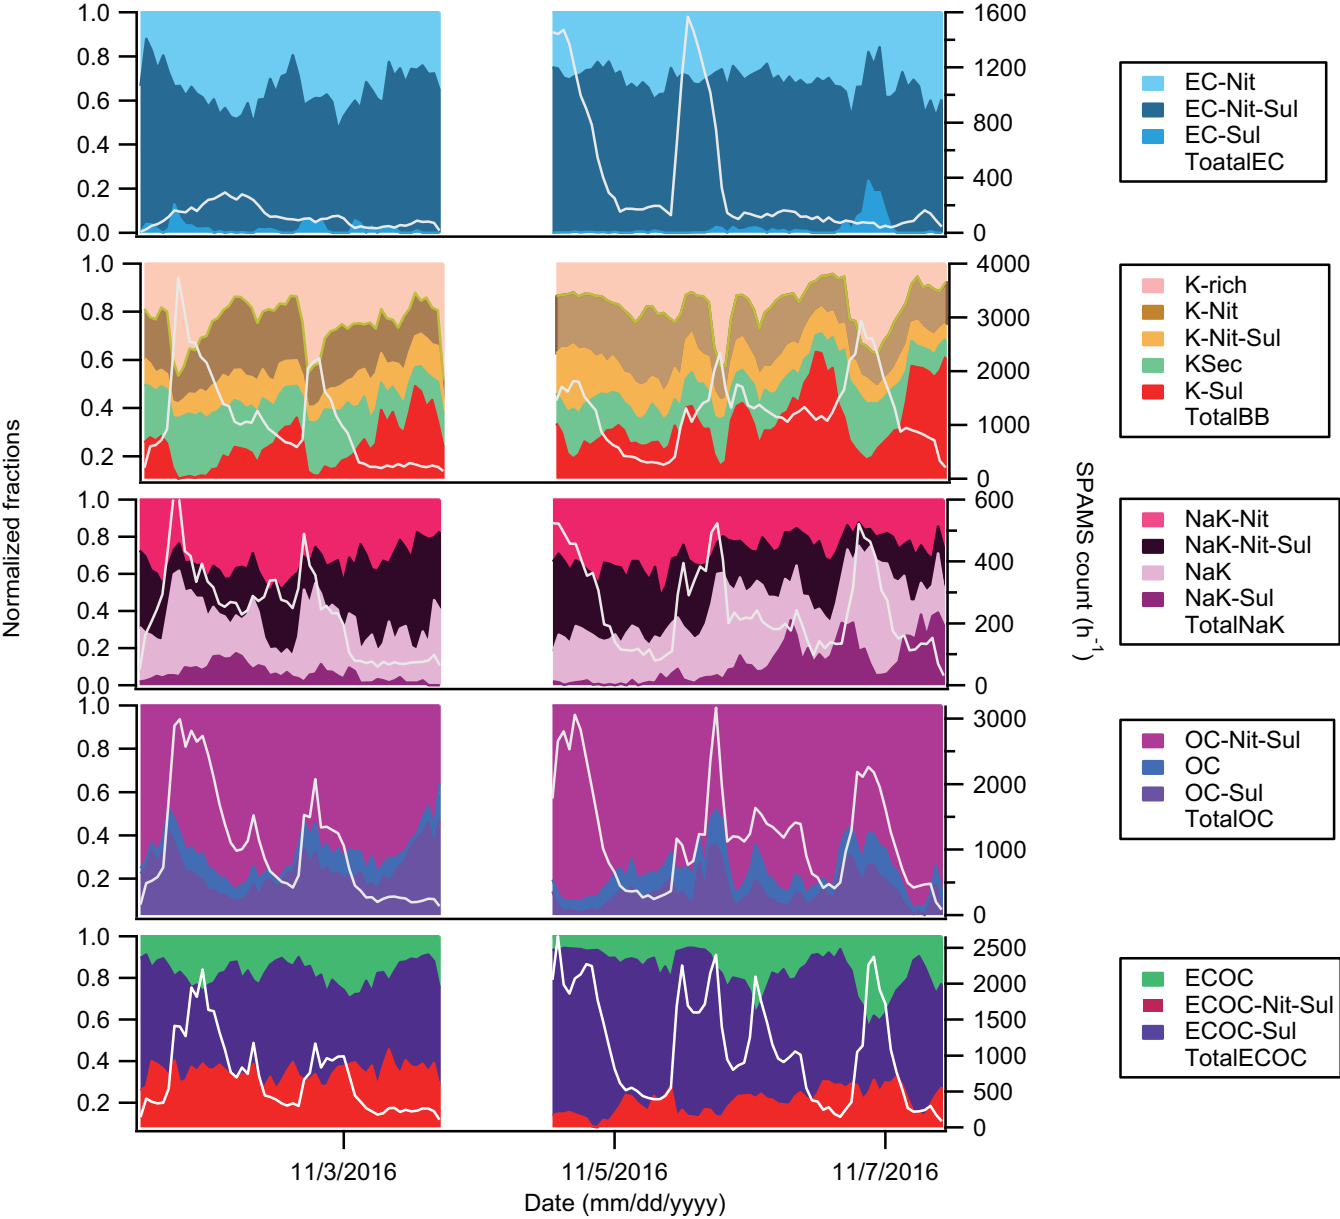 Normalized fractions
1.0
0.8
0.6
0.4
0.2
0.0
1600
1200
800
400
0
EC-Nit
EC-Nit-Sul
EC-Sul
ToatalEC
1.0
0.8
0.6
0.4
0.2
4000
3000
2000
1000
0
K-rich
K-Nit
K-Nit-Sul
KSec
K-Sul
TotalBB
1.0
0.8
0.6
0.4
0.2
0.0
600
400
200
0
SPAMS count (h⁻¹)
NaK-Nit
NaK-Nit-Sul
NaK
NaK-Sul
TotalNaK
1.0
0.8
0.6
0.4
0.2
3000
2000
1000
0
OC-Nit-Sul
OC
OC-Sul
TotalOC
1.0
0.8
0.6
0.4
0.2
2500
2000
1500
1000
500
0
ECOC
ECOC-Nit-Sul
ECOC-Sul
TotalECOC
11/3/2016
11/5/2016
11/7/2016
Date (mm/dd/yyyy)